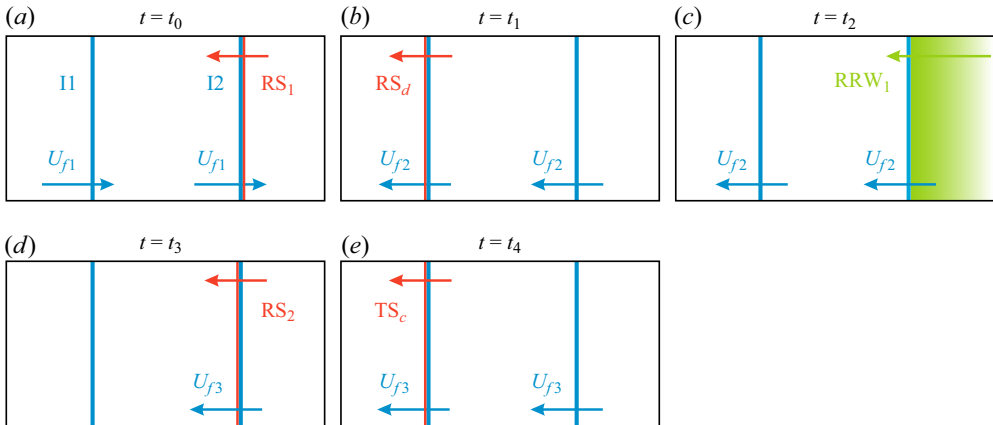 (a) t = t0 (b) t = t1 (c) t = t2
I1 I2 RS1 RSd RRW1
Uf1 Uf1 Uf2 Uf2 Uf2 Uf2
(d) t = t3 (e) t = t4
RS2 TSc
Uf3 Uf3 Uf3